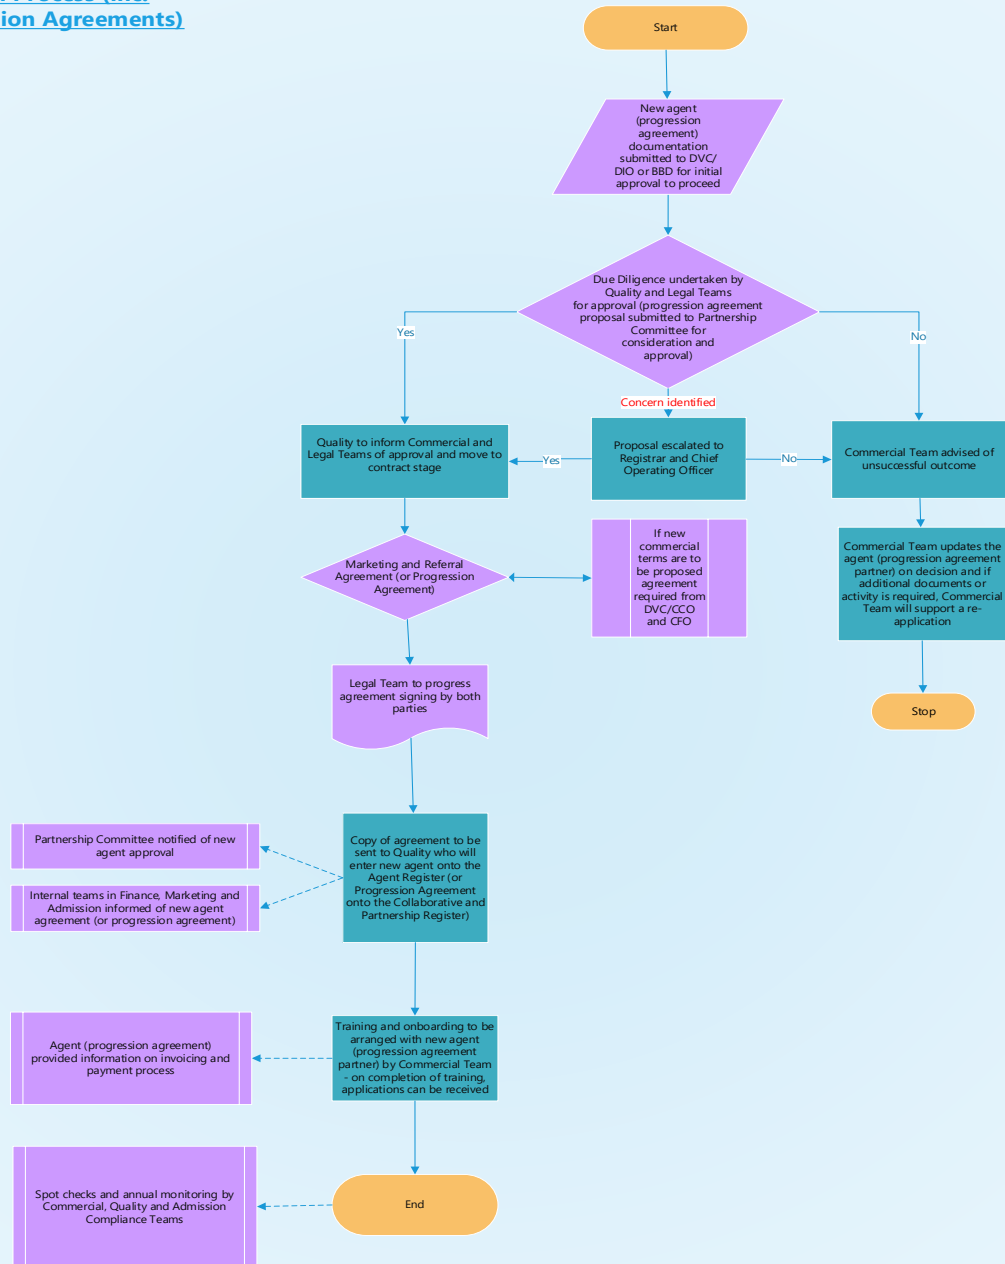 ion Agreements)
Start
New agent
(progression
agreement)
documentation
submitted to DVC/
DIO or BBD for initial
approval to proceed
Due Diligence undertaken by
Quality and Legal Teams
for approval (progression agreement
proposal submitted to Partnership
Committee for
consideration and
approval)
Yes
No
Concern identified
Quality to inform Commercial and
Legal Teams of approval and move to
contract stage
Yes
Proposal escalated to
Registrar and Chief
Operating Officer
No
Commercial Team advised of
unsuccessful outcome
Marketing and Referral
Agreement (or Progression
Agreement)
If new
commercial
terms are to
be proposed
agreement
required from
DVC/CCO
and CFO
Commercial Team updates the
agent (progression agreement
partner) on decision and if
additional documents or
activity is required, Commercial
Team will support a re-
application
Legal Team to progress
agreement signing by both
parties
Stop
Partnership Committee notified of new
agent approval
Internal teams in Finance, Marketing and
Admission informed of new agent
agreement (or progression agreement)
Copy of agreement to be
sent to Quality who will
enter new agent onto the
Agent Register (or
Progression Agreement
onto the Collaborative and
Partnership Register)
Agent (progression agreement)
provided information on invoicing and
payment process
Training and onboarding to be
arranged with new agent
(progression agreement
partner) by Commercial Team
- on completion of training,
applications can be received
Spot checks and annual monitoring by
Commercial, Quality and Admission
Compliance Teams
End